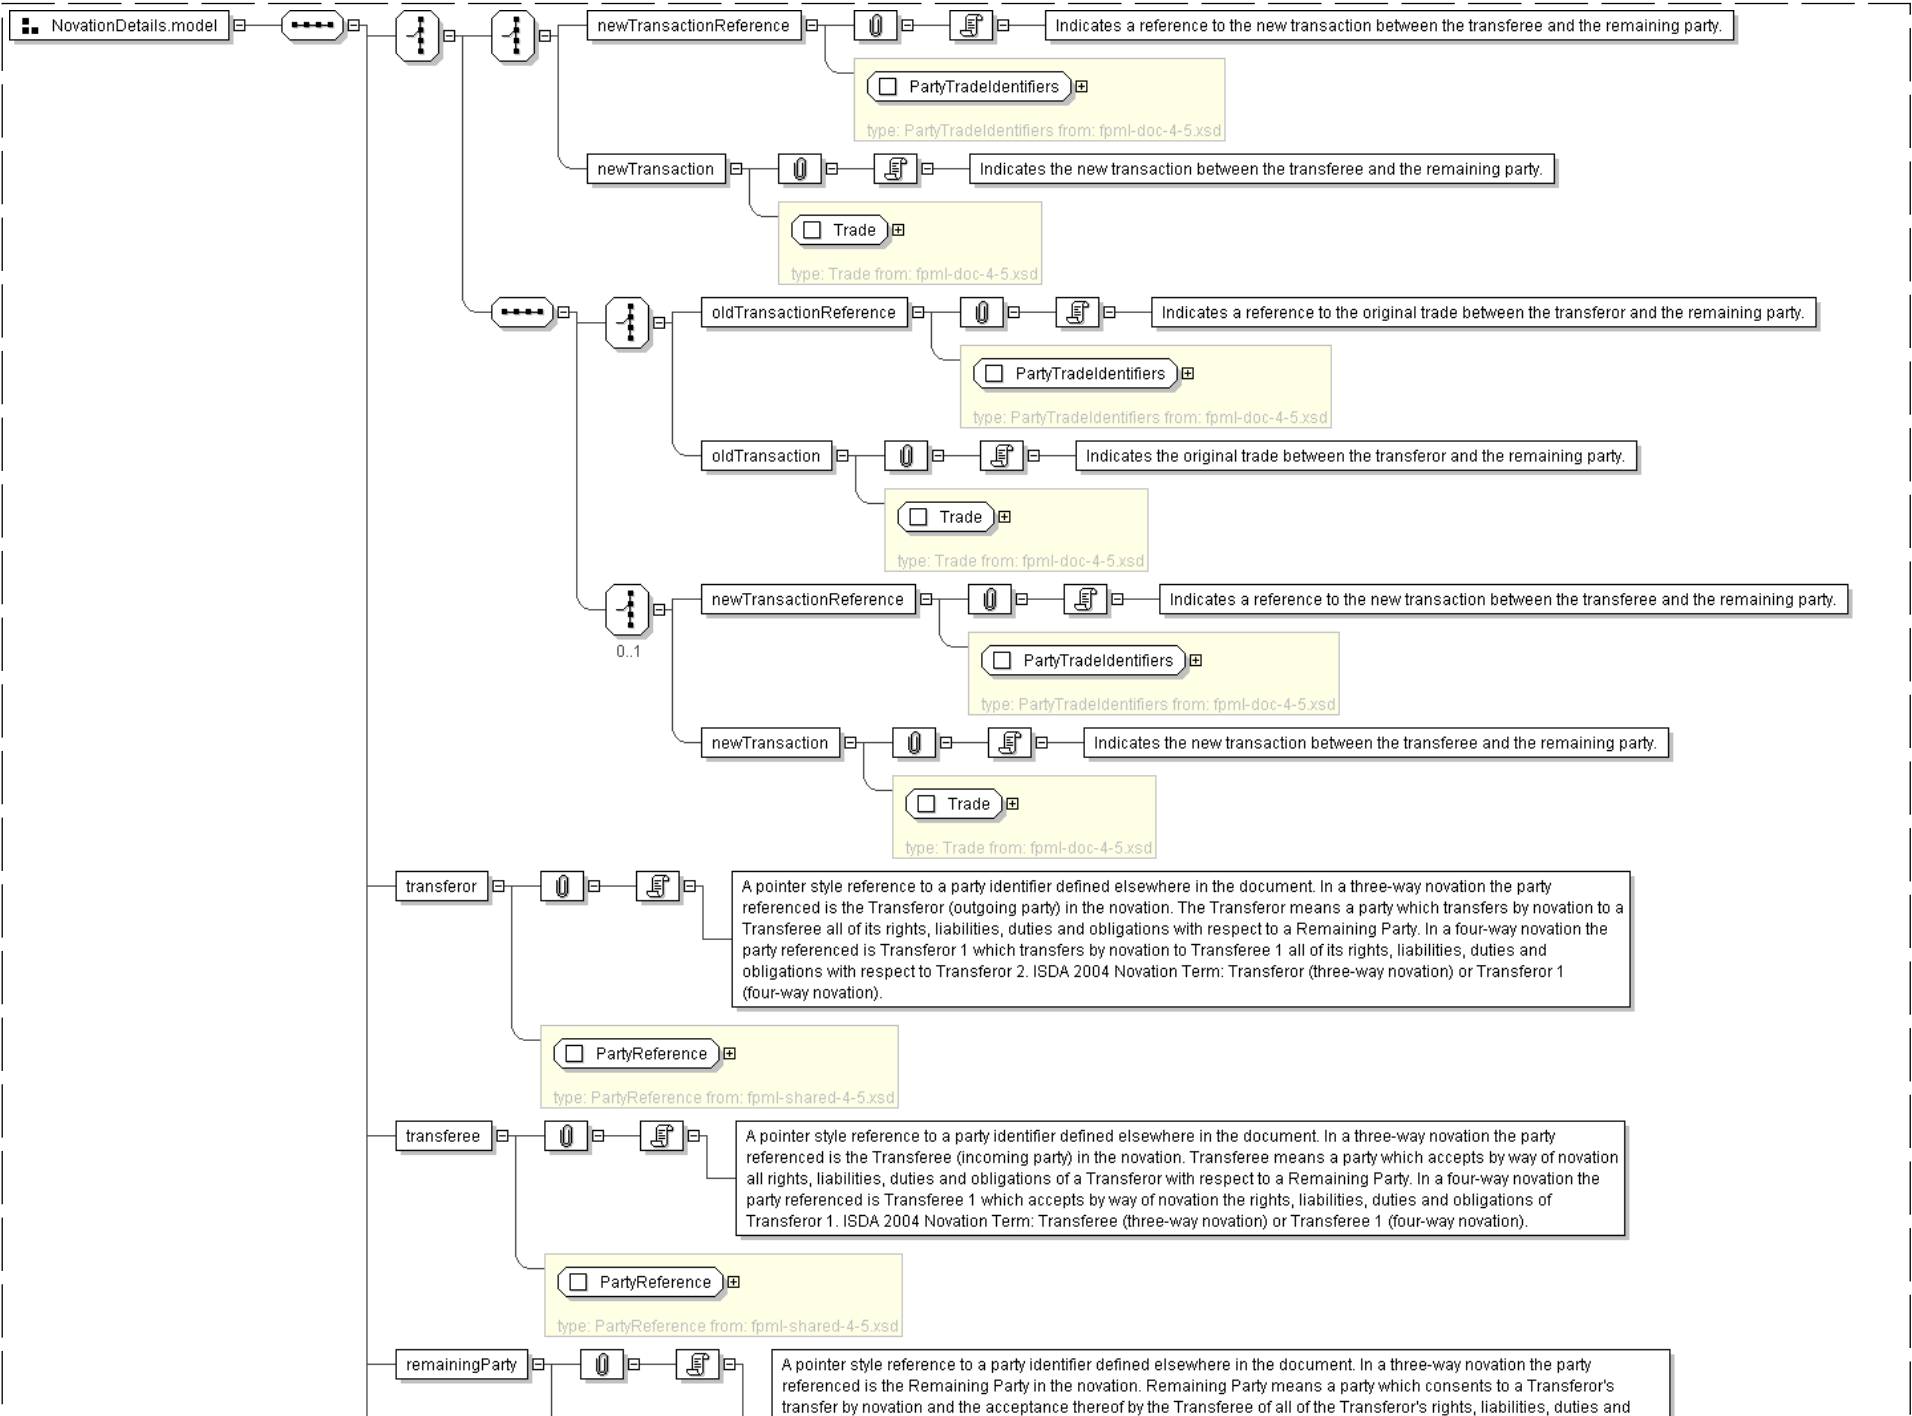 NovationDetails.model
newTransactionReference
Indicates a reference to the new transaction between the transferee and the remaining party.
PartyTradeIdentifiers
type: PartyTradeIdentifiers from: fpml-doc-4-5.xsd
newTransaction
Indicates the new transaction between the transferee and the remaining party.
Trade
type: Trade from: fpml-doc-4-5.xsd
oldTransactionReference
Indicates a reference to the original trade between the transferor and the remaining party.
PartyTradeIdentifiers
type: PartyTradeIdentifiers from: fpml-doc-4-5.xsd
oldTransaction
Indicates the original trade between the transferor and the remaining party.
Trade
type: Trade from: fpml-doc-4-5.xsd
newTransactionReference
Indicates a reference to the new transaction between the transferee and the remaining party.
0..1
PartyTradeIdentifiers
type: PartyTradeIdentifiers from: fpml-doc-4-5.xsd
newTransaction
Indicates the new transaction between the transferee and the remaining party.
Trade
type: Trade from: fpml-doc-4-5.xsd
transferor
A pointer style reference to a party identifier defined elsewhere in the document. In a three-way novation the party
referenced is the Transferor (outgoing party) in the novation. The Transferor means a party which transfers by novation to a
Transferee all of its rights, liabilities, duties and obligations with respect to a Remaining Party. In a four-way novation the
party referenced is Transferor 1 which transfers by novation to Transferee 1 all of its rights, liabilities, duties and
obligations with respect to Transferor 2. ISDA 2004 Novation Term: Transferor (three-way novation) or Transferor 1
(four-way novation).
PartyReference
type: PartyReference from: fpml-shared-4-5.xsd
transferee
A pointer style reference to a party identifier defined elsewhere in the document. In a three-way novation the party
referenced is the Transferee (incoming party) in the novation. Transferee means a party which accepts by way of novation
all rights, liabilities, duties and obligations of a Transferor with respect to a Remaining Party. In a four-way novation the
party referenced is Transferee 1 which accepts by way of novation the rights, liabilities, duties and obligations of
Transferor 1. ISDA 2004 Novation Term: Transferee (three-way novation) or Transferee 1 (four-way novation).
PartyReference
type: PartyReference from: fpml-shared-4-5.xsd
remainingParty
A pointer style reference to a party identifier defined elsewhere in the document. In a three-way novation the party
referenced is the Remaining Party in the novation. Remaining Party means a party which consents to a Transferor's
transfer by novation and the acceptance thereof by the Transferee of all of the Transferor's rights, liabilities, duties and